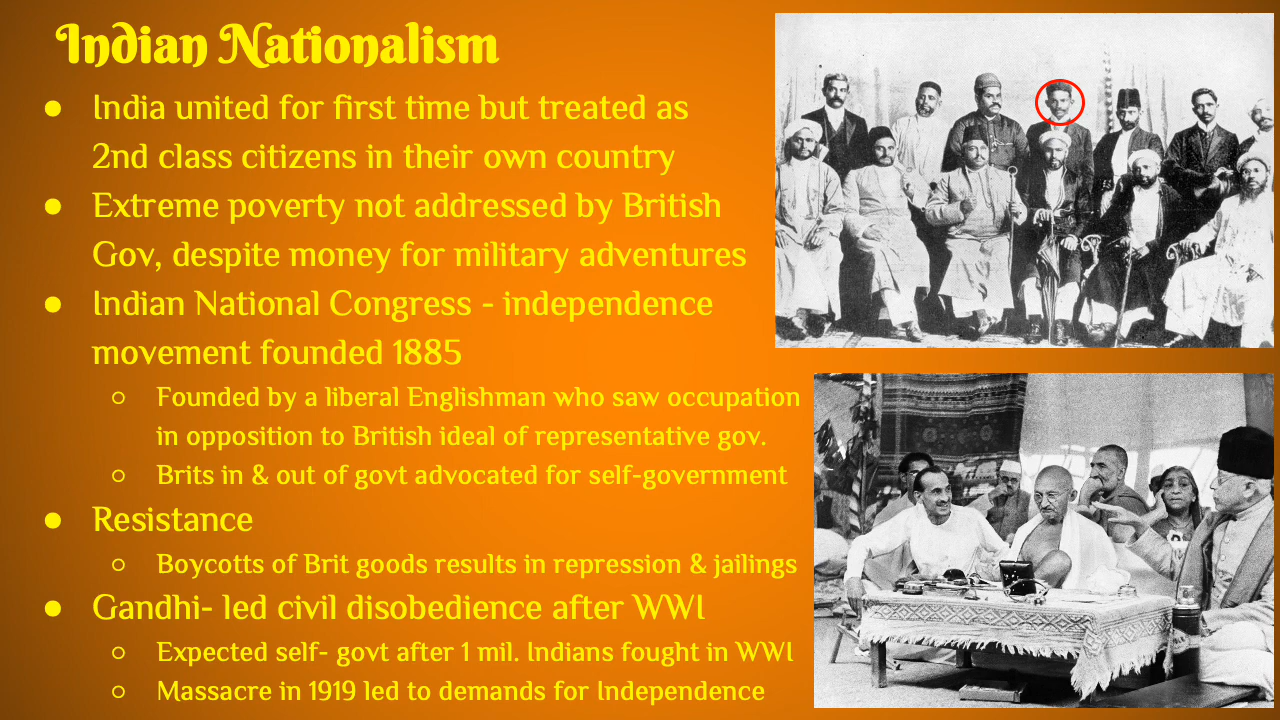 Indian Nationalism
● India united for first time but treated as
2nd class citizens in their own country
● Extreme poverty not addressed by British
Gov, despite money for military adventures
● Indian National Congress - independence
movement founded 1885
○ Founded by a liberal Englishman who saw occupation
in opposition to British ideal of representative gov.
○ Brits in & out of govt advocated for self-government
● Resistance
○ Boycotts of Brit goods results in repression & jailings
● Gandhi- led civil disobedience after WWI
○ Expected self- govt after 1 mil. Indians fought in WWI
○ Massacre in 1919 led to demands for Independence